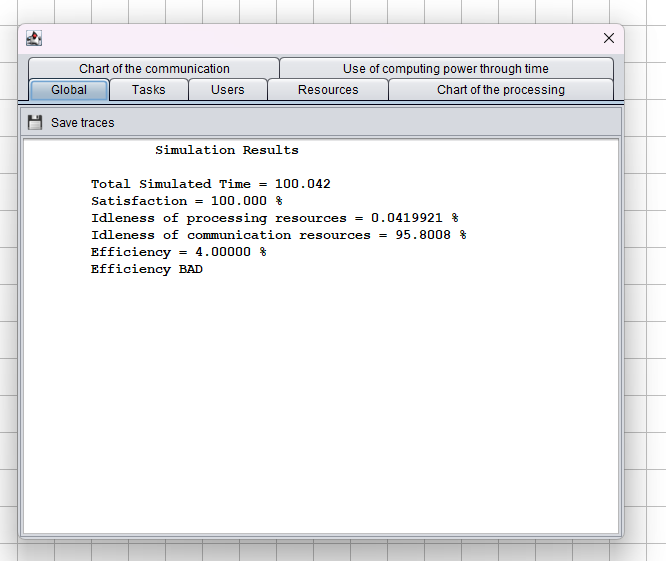 Chart of the communication
Use of computing power through time
Global
Tasks
Users
Resources
Chart of the processing
Save traces
Simulation Results
Total Simulated Time = 100.042
Satisfaction = 100.000 %
Idleness of processing resources = 0.0419921 %
Idleness of communication resources = 95.8008 %
Efficiency = 4.00000 %
Efficiency BAD